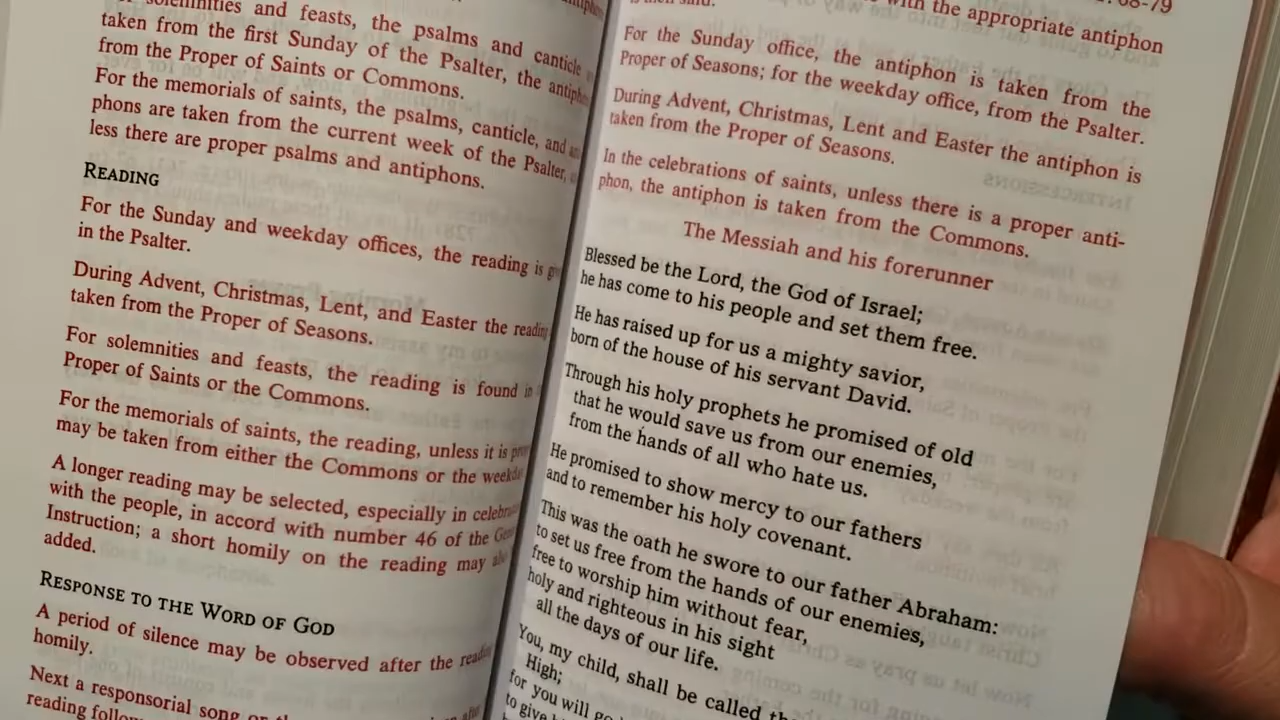 solemnities and feasts, the psalms and canticle
taken from the first Sunday of the Psalter, the
from the Proper of Saints or Commons.
For the memorials of saints, the psalms, canticle, and
phons are taken from the current week of the Psalter,
less there are proper psalms and antiphons.
READING
For the Sunday and weekday offices, the reading is
in the Psalter.
During Advent, Christmas, Lent, and Easter the
taken from the Proper of Seasons.
For solemnities and feasts, the reading is found in
Proper of Saints or the Commons.
For the memorials of saints, the reading, unless it is
may be taken from either the Commons or the
A longer reading may be selected, especially in
with the people, in accord with number 46 of the
Instruction; a short homily on the reading may
added.
RESPONSE TO THE WORD OF GOD
A period of silence may be observed after the
homily.
Next a responsorial song or
reading
68-79
with the appropriate antiphon
is then said.
For the Sunday office, the antiphon is taken from the
Proper of Seasons; for the weekday office, from the Psalter.
During Advent, Christmas, Lent and Easter the antiphon is
taken from the Proper of Seasons.
In the celebrations of saints, unless there is a proper anti-
phon, the antiphon is taken from the Commons.
The Messiah and his forerunner
Blessed be the Lord, the God of Israel;
he has come to his people and set them free.
He has raised up for us a mighty savior,
born of the house of his servant David.
Through his holy prophets he promised of old
that he would save us from our enemies,
from the hands of all who hate us.
He promised to show mercy to our fathers
and to remember his holy covenant.
This was the oath he swore to our father Abraham:
to set us free from the hands of our enemies,
free to worship him without fear,
holy and righteous in his sight
all the days of our life.
You, my child, shall be called
High;
for you will go
to give